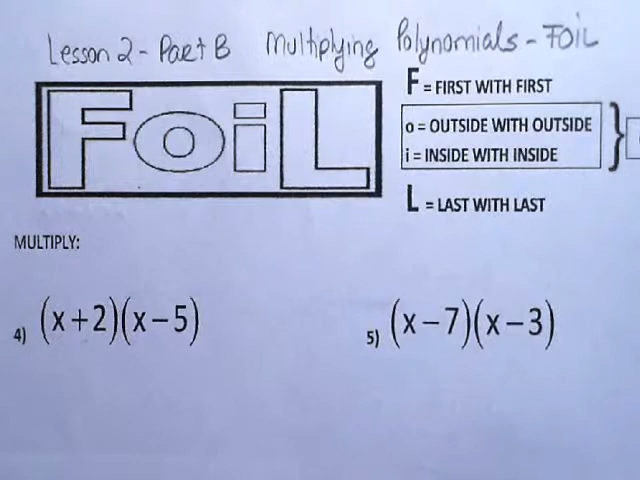 Lesson 2 - Part B Multiplying Polynomials - FOIL
FOiL
F = FIRST WITH FIRST
o = OUTSIDE WITH OUTSIDE
i = INSIDE WITH INSIDE
L = LAST WITH LAST
MULTIPLY:
4) (x+2)(x−5)
5) (x−7)(x−3)